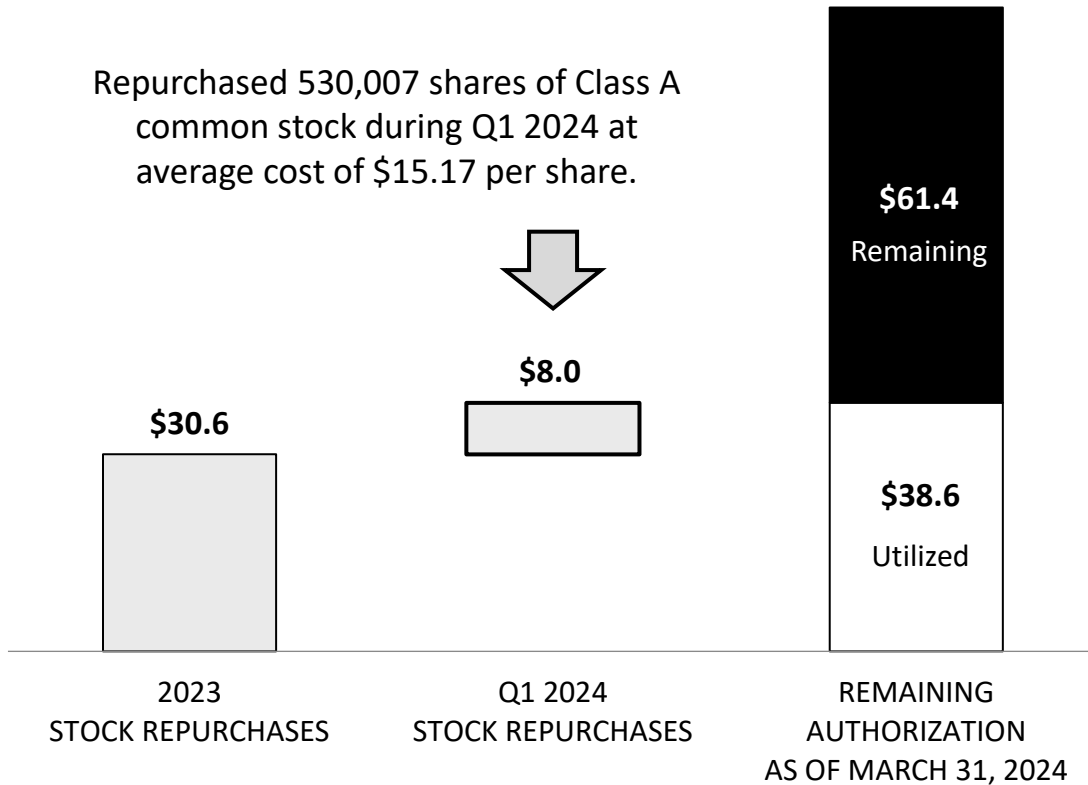 Repurchased 530,007 shares of Class A
common stock during Q1 2024 at
average cost of $15.17 per share.
$61.4
Remaining
$8.0
$30.6
$38.6
Utilized
2023
STOCK REPURCHASES
Q1 2024
STOCK REPURCHASES
REMAINING
AUTHORIZATION
AS OF MARCH 31, 2024